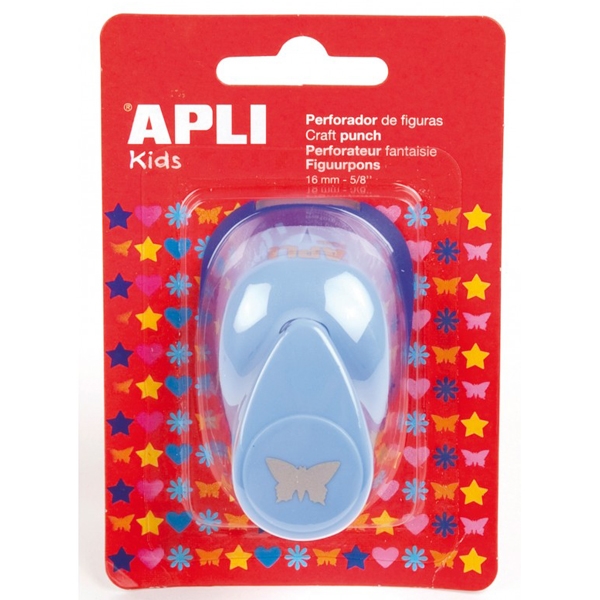 ®APLI
Kids
Perforador de figuras
Craft punch
Perforateur fantaisie
Figuurpons
16 mm - 5/8''